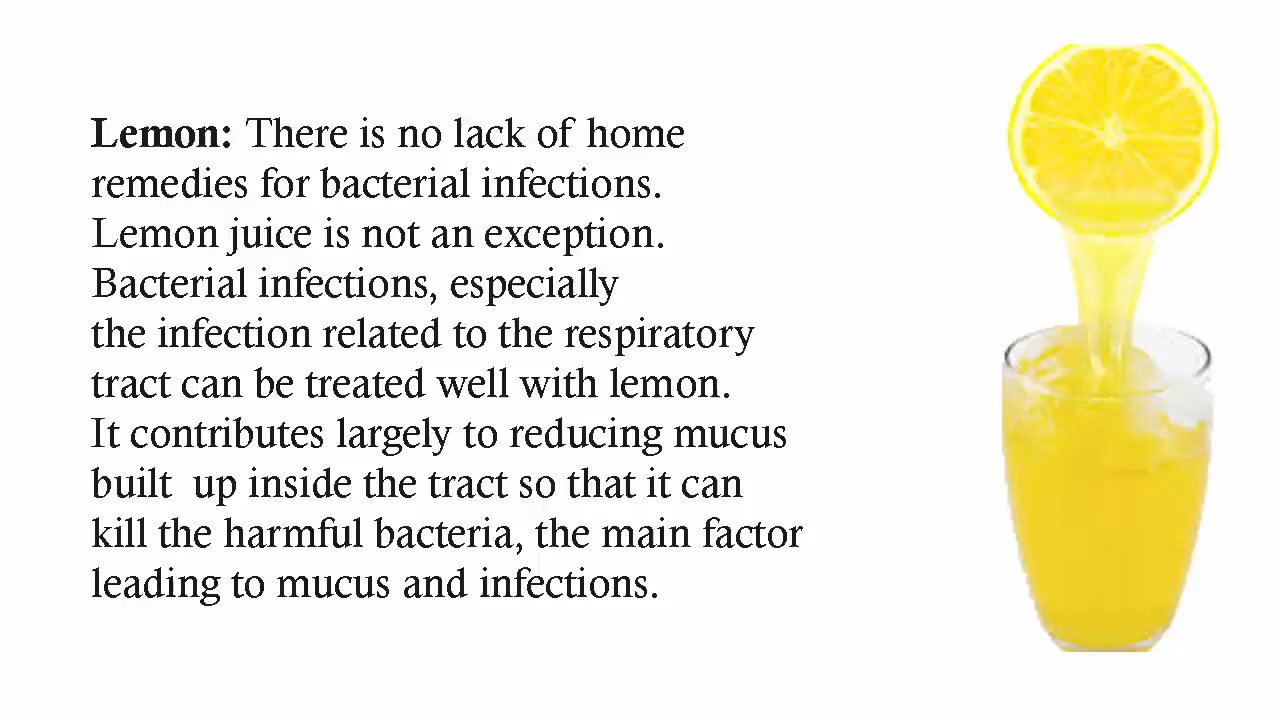 Lemon: There is no lack of home
remedies for bacterial infections.
Lemon juice is not an exception.
Bacterial infections, especially
the infection related to the respiratory
tract can be treated well with lemon.
It contributes largely to reducing mucus
built  up inside the tract so that it can
kill the harmful bacteria, the main factor
leading to mucus and infections.